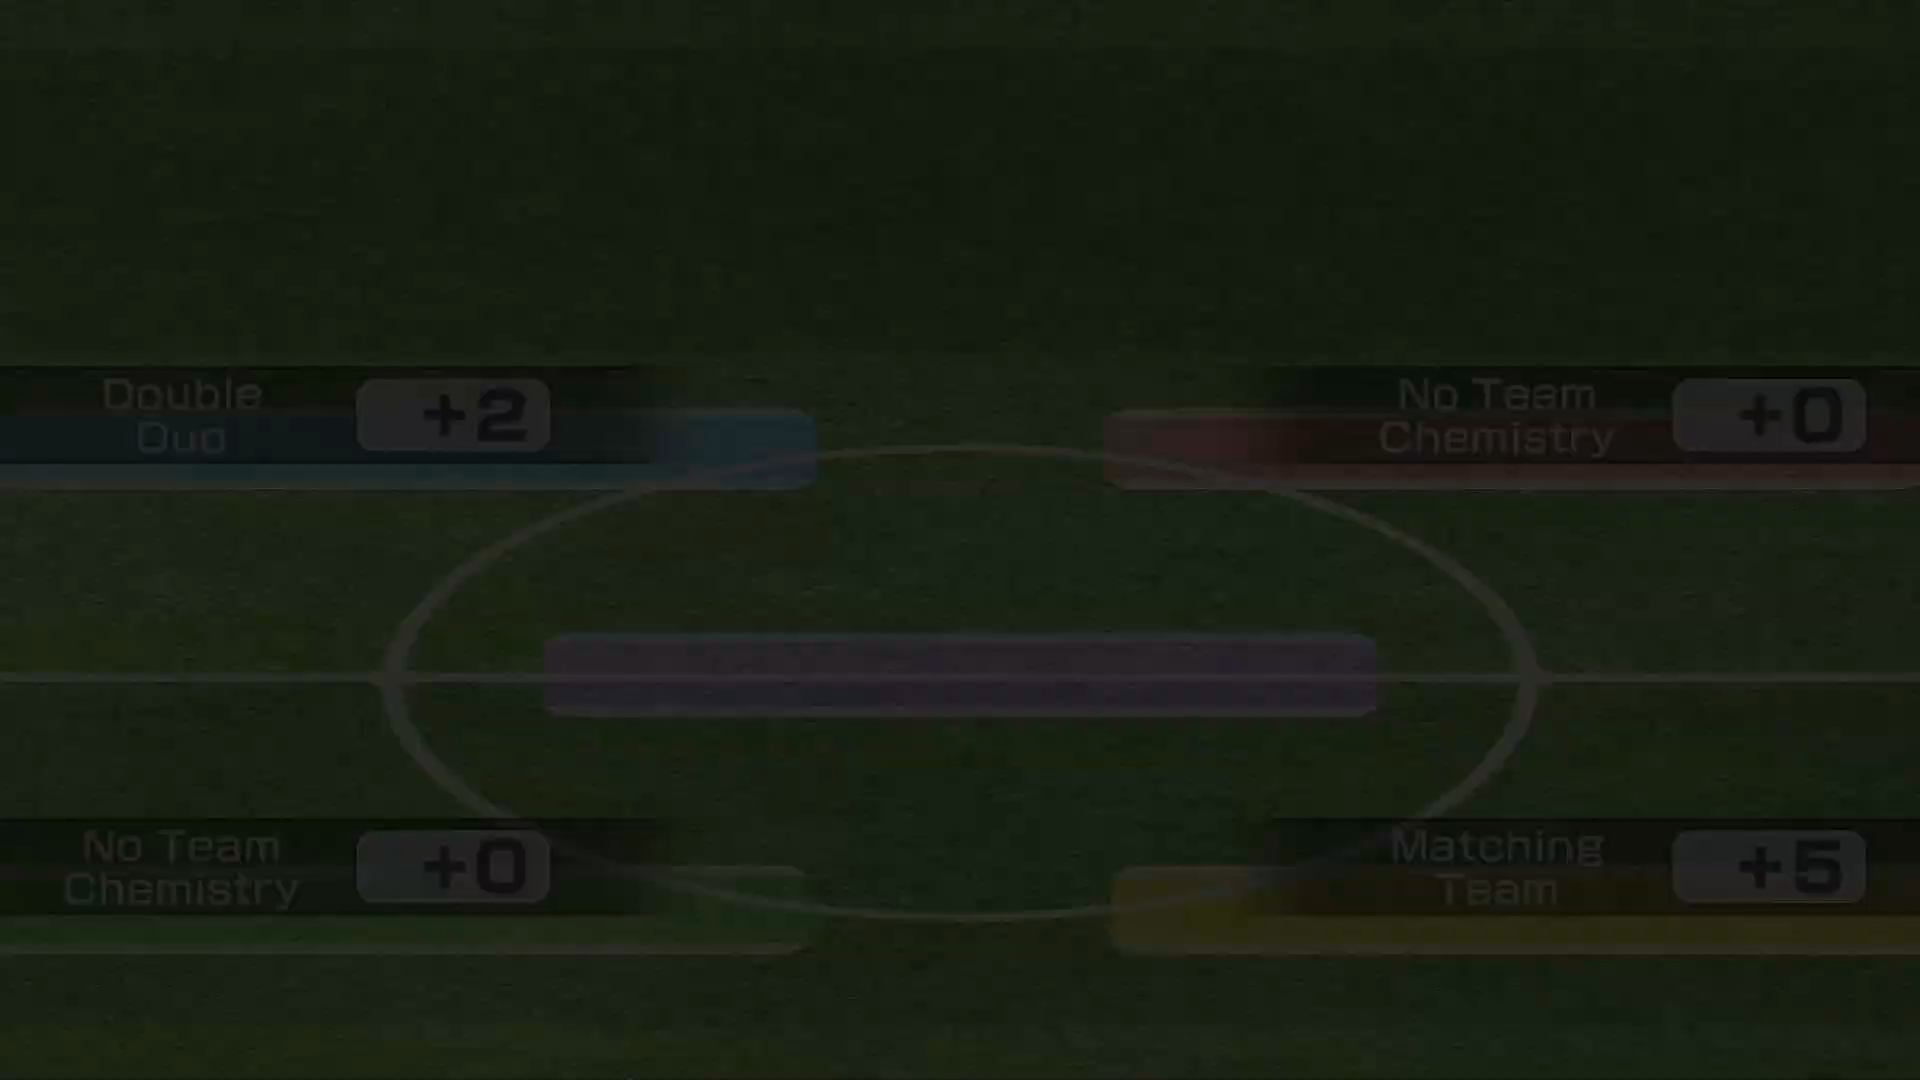 Double
Duo
+2
No Team
Chemistry
+0
No Team
Chemistry
+0
Matching
Team
+5